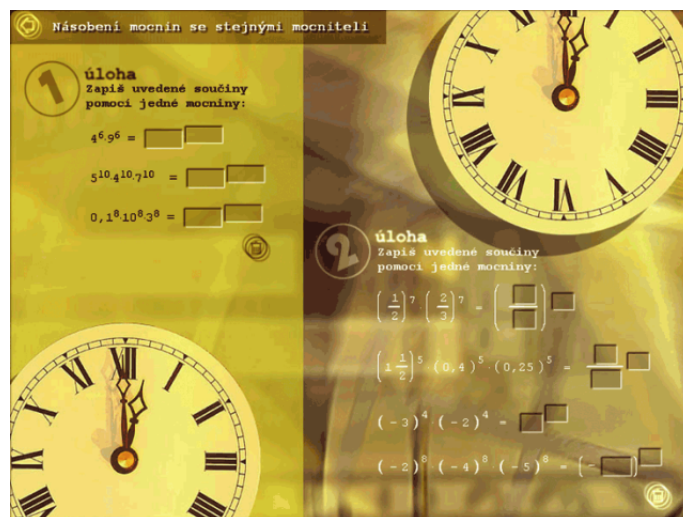 Násobení mocnin se stejnými mocniteli
1
úloha
Zapiš uvedené součiny
pomocí jedné mocniny:
4⁶·9⁶ =
5¹⁰·4¹⁰·7¹⁰ =
0,1⁸·10⁸·3⁸ =
2
úloha
Zapiš uvedené součiny
pomocí jedné mocniny:
(1/2)⁷ · (2/3)⁷ = ( )
(1 1/2)⁵ · (0,4)⁵ · (0,25)⁵ =
(-3)⁴ · (-2)⁴ =
(-2)⁸ · (-4)⁸ · (-5)⁸ = (- )